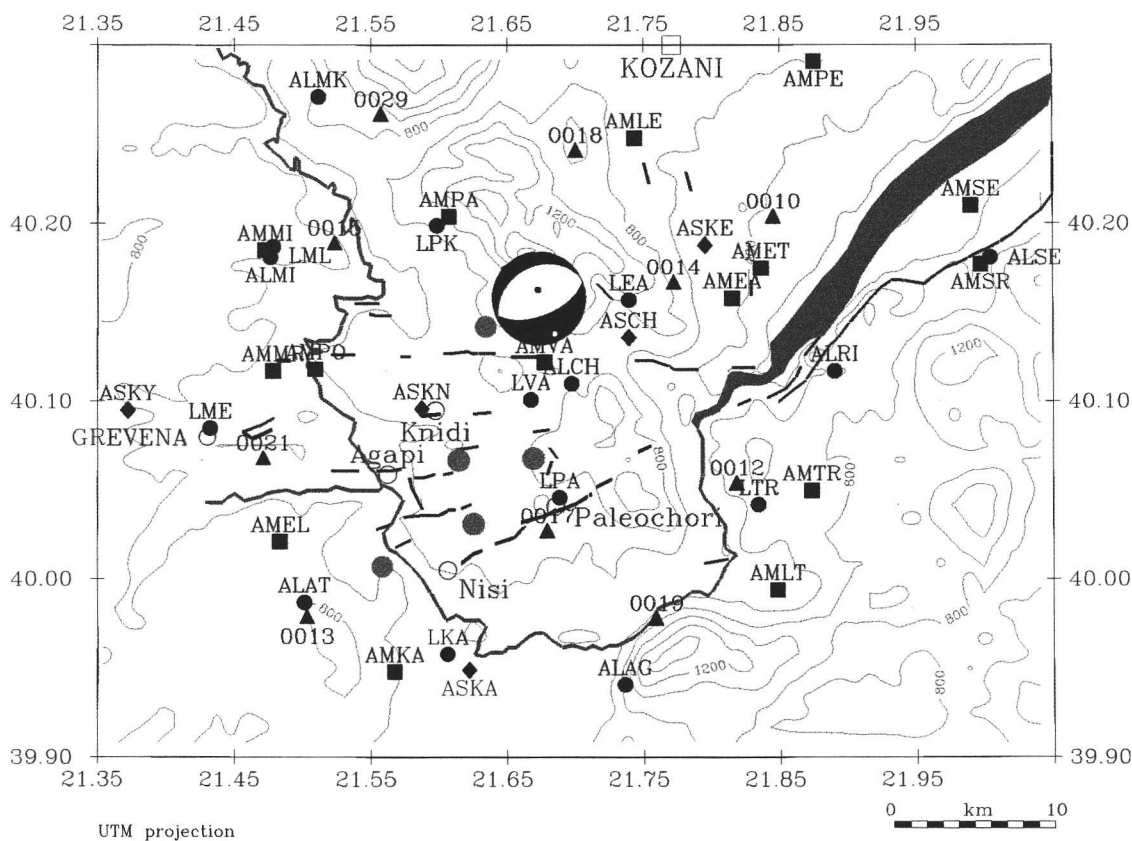 21.45 21.55 21.65 21.75 21.85 21.95
KOZANI
AMPE
ALMK
0029
800
AMLE
0018
AMSE
AMPA
0010
1200
40.20 40.20
LPK
ASKE
800
AMMI
LML
ALMI
AMET
ALSE
0014
AMEA
LEA
AMSR
ASCH
AMVA
ALCH
ALRI
1200
ASKY
ASKN
LVA
40.10 40.10
LME
GREVENA
Knidi
0021
Agapi
800
0012
AMTR
LPA
LTR
800
0017
Paleochori
AMEL
40.00 40.00
Nisi
AMLT
ALAT
800
0013
0019
LKA
AMKA
ASKA
ALAG
1200
800
800
39.90 39.90
21.35 21.45 21.55 21.65 21.75 21.85 21.95
0 km 10
UTM projection